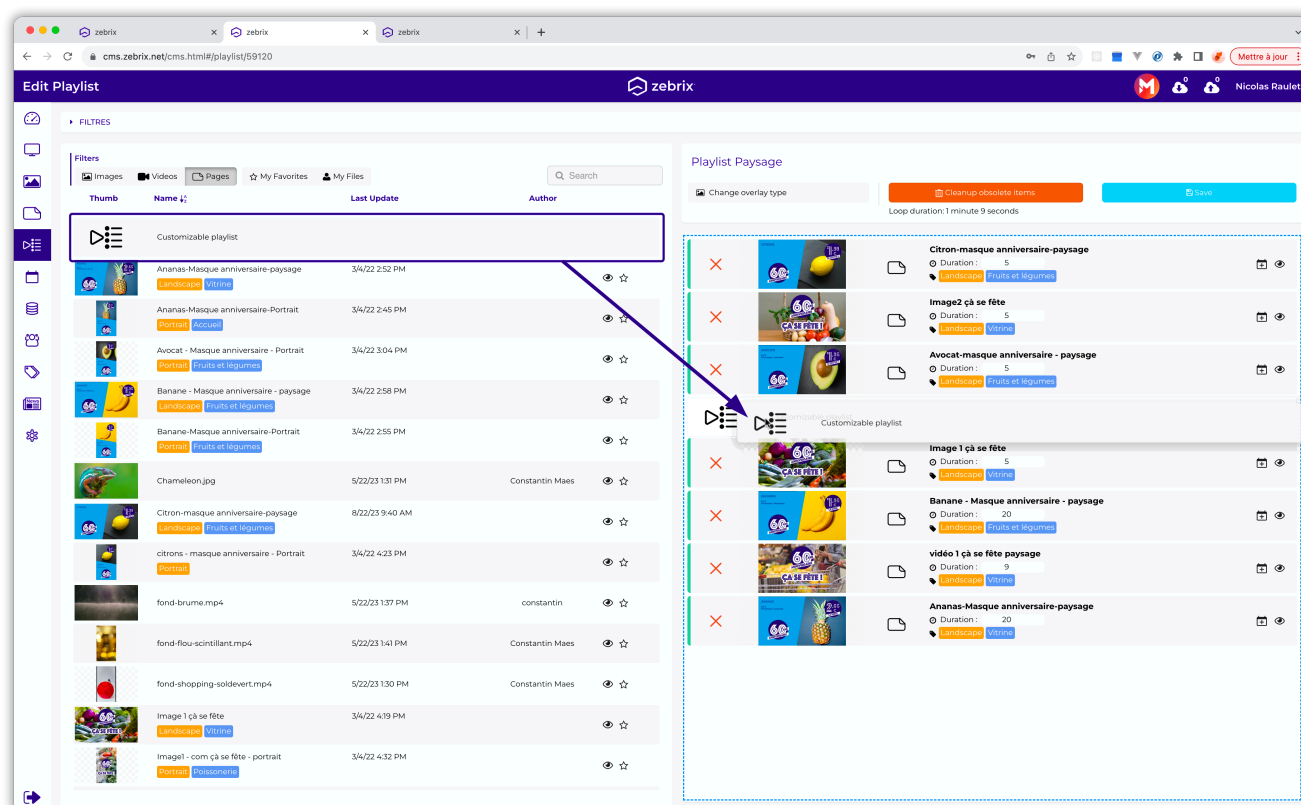 zebrix
zebrix
zebrix
cms.zebrix.net/cms.html#/playlist/59120
Mettre à jour
Edit Playlist
zebrix
0
0
Nicolas Raulet
FILTRES
Filters
Images Videos Pages My Favorites My Files
Search
Thumb Name Last Update Author
Customizable playlist
Ananas-Masque anniversaire-paysage 3/4/22 2:52 PM
Landscape Vitrine
Ananas-Masque anniversaire-Portrait 3/4/22 2:45 PM
Portrait Accueil
Avocat - Masque anniversaire - Portrait 3/4/22 3:04 PM
Portrait Fruits et légumes
Banane - Masque anniversaire - paysage 3/4/22 2:58 PM
Landscape Fruits et légumes
Banane-Masque anniversaire-Portrait 3/4/22 2:55 PM
Portrait Fruits et légumes
Chameleon.jpg 5/22/23 1:31 PM Constantin Maes
Citron-masque anniversaire-paysage 8/22/23 9:40 AM
Landscape Fruits et légumes
citrons - masque anniversaire - Portrait 3/4/22 4:23 PM
Portrait
fond-brume.mp4 5/22/23 1:37 PM constantin
fond-flou-scintillant.mp4 5/22/23 1:41 PM Constantin Maes
fond-shopping-soldevert.mp4 5/22/23 1:30 PM Constantin Maes
Image 1 çà se fête 3/4/22 4:19 PM
Landscape Vitrine
Image1 - com çà se fête - portrait 3/4/22 4:32 PM
Portrait Poissonerie
Playlist Paysage
Change overlay type
Cleanup obsolete items
Save
Loop duration: 1 minute 9 seconds
Citron-masque anniversaire-paysage
Duration : 5
Landscape Fruits et légumes
Image2 çà se fête
Duration : 5
Landscape Vitrine
ÇA SE FÊTE !
Avocat-masque anniversaire - paysage
Duration : 5
Landscape Fruits et légumes
Customizable playlist
Customizable playlist
Image 1 çà se fête
Duration : 5
Landscape Vitrine
ÇA SE FÊTE !
Banane - Masque anniversaire - paysage
Duration : 20
Landscape Fruits et légumes
vidéo 1 çà se fête paysage
Duration : 9
Landscape Vitrine
ÇA SE FÊTE !
Ananas-Masque anniversaire-paysage
Duration : 20
Landscape Vitrine